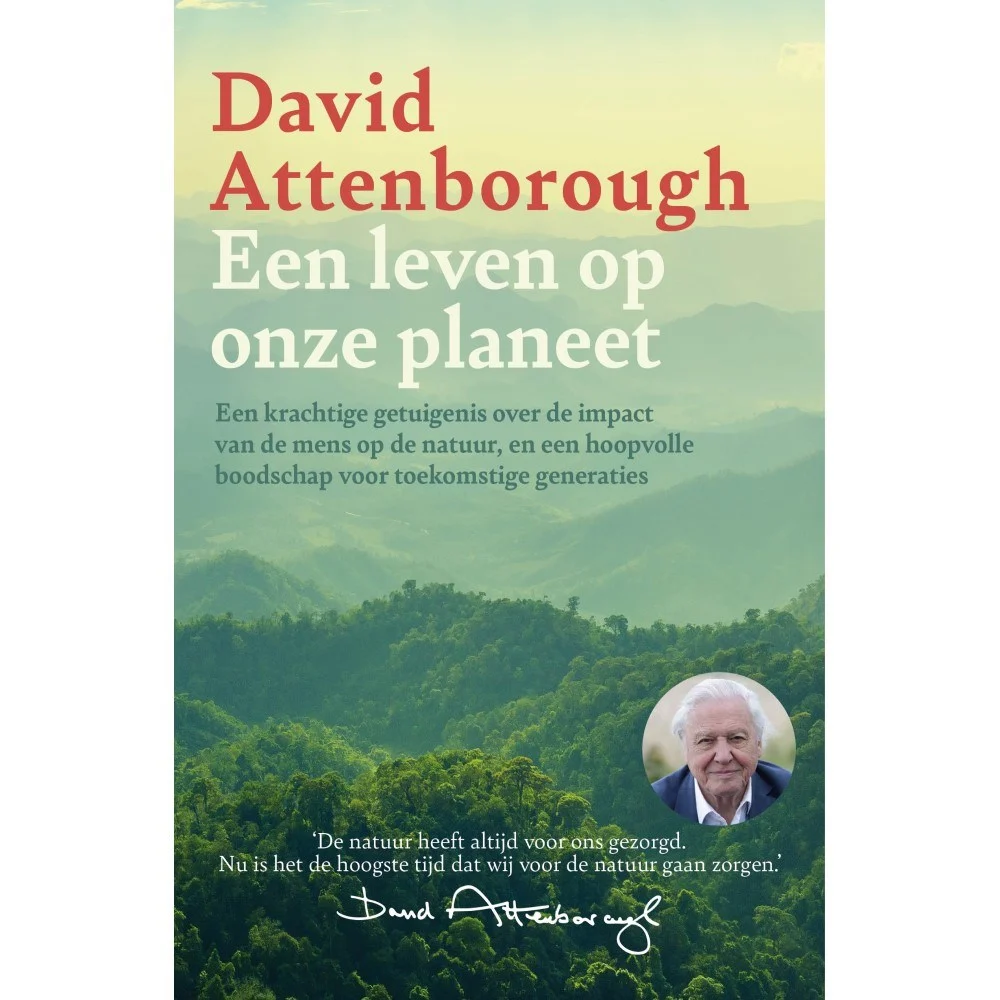 David
Attenborough
Een leven op
onze planeet
Een krachtige getuigenis over de impact
van de mens op de natuur, en een hoopvolle
boodschap voor toekomstige generaties
‘De natuur heeft altijd voor ons gezorgd.
Nu is het de hoogste tijd dat wij voor de natuur gaan zorgen.’
David Attenborough